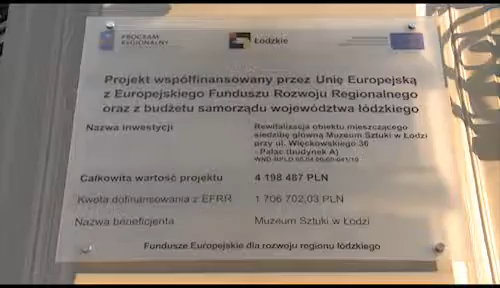 PROGRAM
REGIONALNY
Łódzkie
Projekt współfinansowany przez Unię Europejską
z Europejskiego Funduszu Rozwoju Regionalnego
oraz z budżetu samorządu województwa łódzkiego
Nazwa inwestycji
Rewitalizacja obiektu mieszczącego
siedzibę główną Muzeum Sztuki w Łodzi
przy ul. Więckowskiego 36
- Pałac (budynek A)
Całkowita wartość projektu 4 198 487 PLN
Kwota dofinansowania z EFRR 1 706 702,03 PLN
Nazwa beneficjenta Muzeum Sztuki w Łodzi
Fundusze Europejskie dla rozwoju regionu łódzkiego